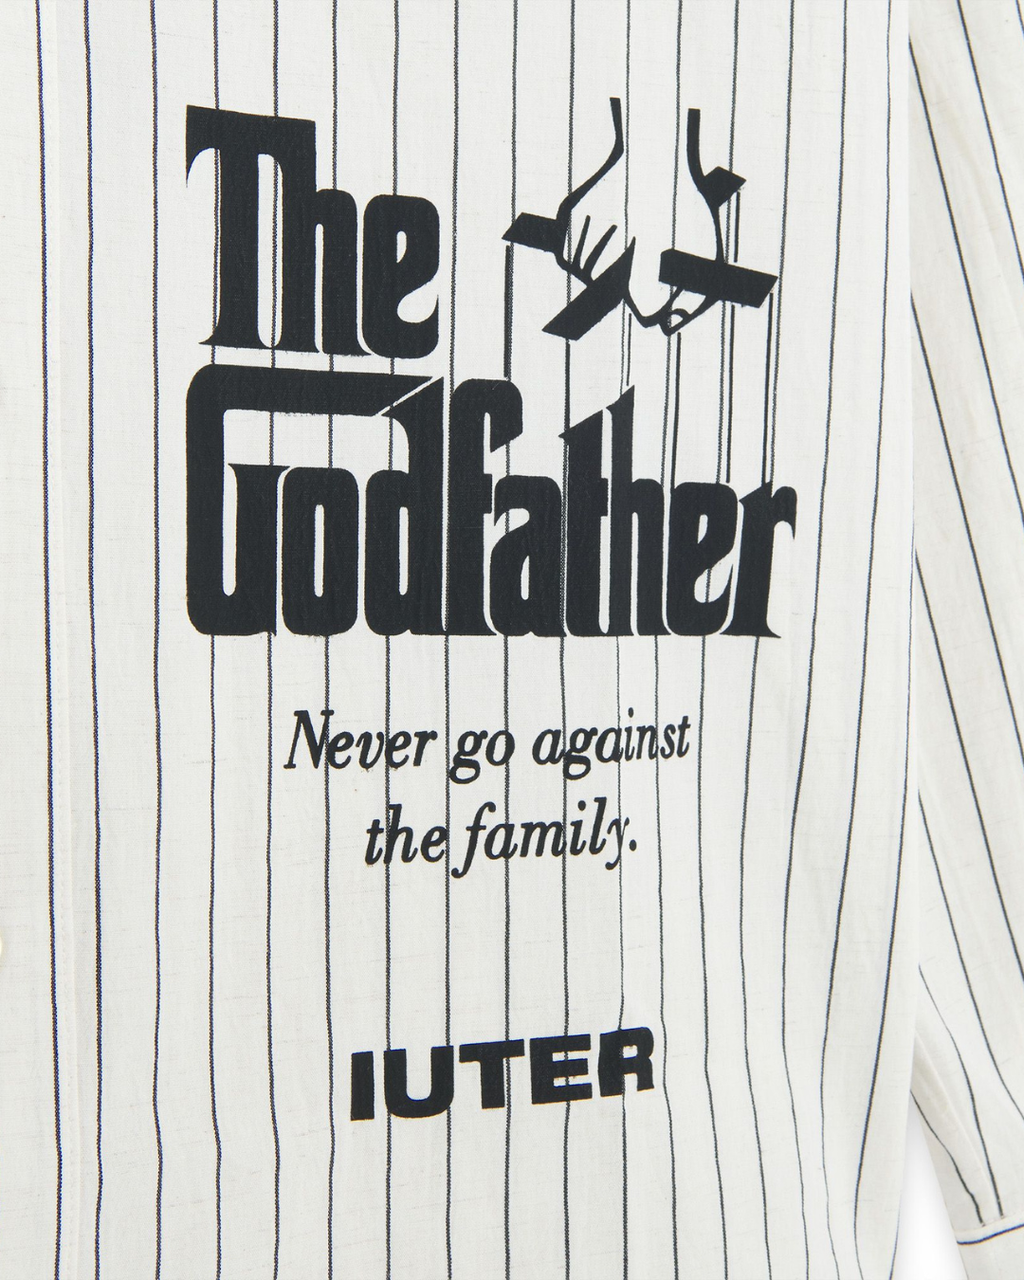 The
Godfather
Never go against
the family.
IUTER